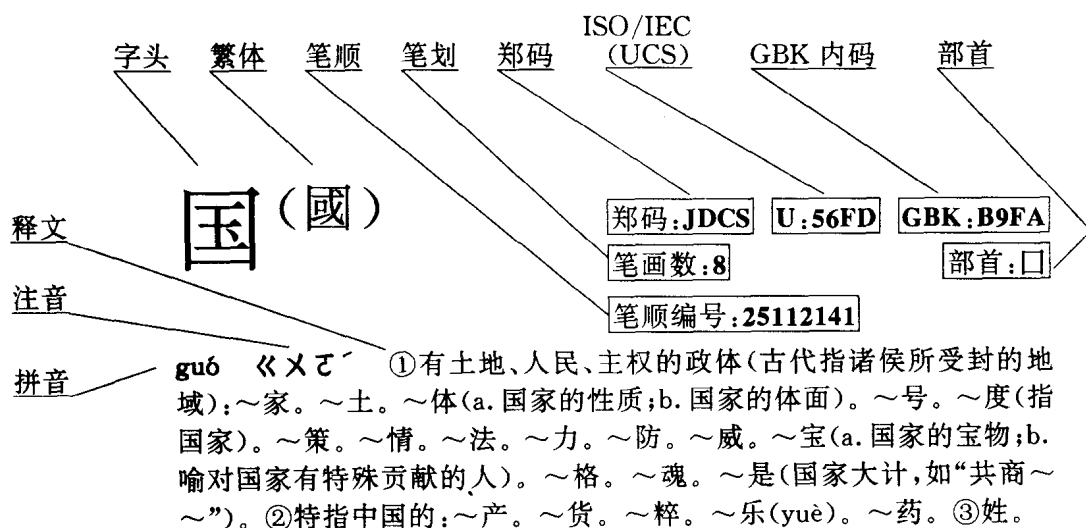 ISO/IEC
字头 繁体 笔顺 笔划 郑码 (UCS) GBK 内码 部首
国(國)
郑码:JDCS U:56FD GBK:B9FA
释文
笔画数:8 部首:囗
注音
笔顺编号:25112141
拼音
guó ㄍㄨㄛˊ ①有土地、人民、主权的政体(古代指诸侯所受封的地
域):～家。～土。～体(a.国家的性质;b.国家的体面)。～号。～度(指
国家)。～策。～情。～法。～力。～防。～威。～宝(a.国家的宝物;b.
喻对国家有特殊贡献的人)。～格。～魂。～是(国家大计,如“共商～
～”)。②特指中国的:～产。～货。～粹。～乐(yuè)。～药。③姓。